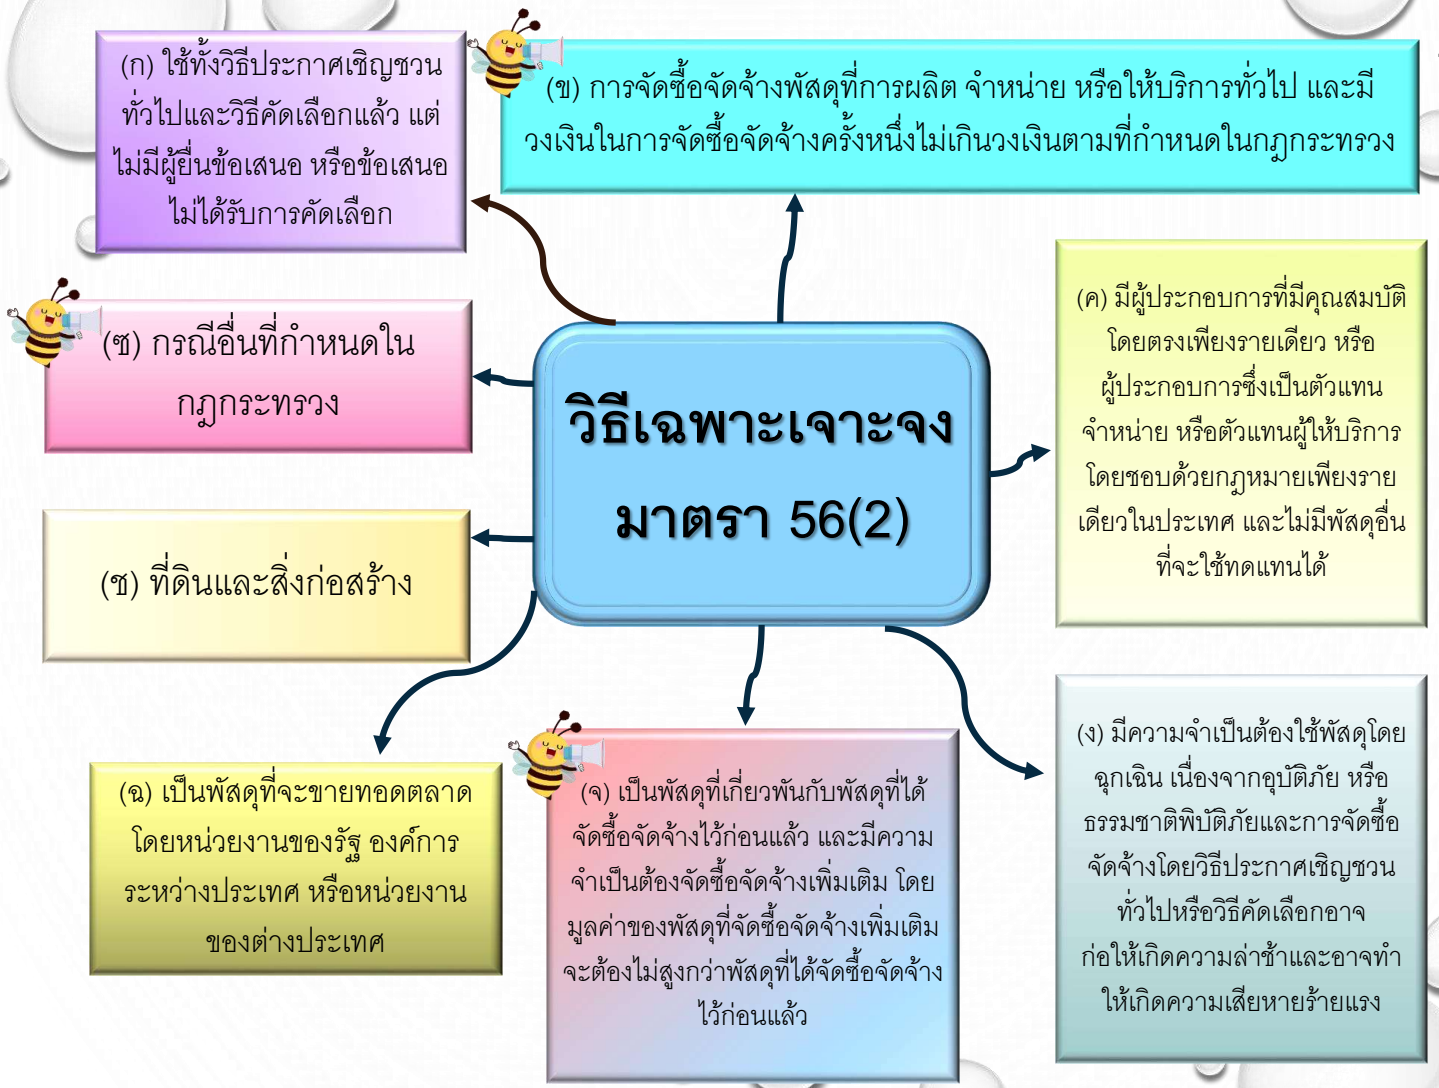 (ก) ใช้ทั้งวิธีประกาศเชิญชวน
ทั่วไปและวิธีคัดเลือกแล้ว แต่
ไม่มีผู้ยื่นข้อเสนอ หรือข้อเสนอ
ไม่ได้รับการคัดเลือก
(ข) การจัดซื้อจัดจ้างพัสดุที่การผลิต จำหน่าย หรือให้บริการทั่วไป และมี
วงเงินในการจัดซื้อจัดจ้างครั้งหนึ่งไม่เกินวงเงินตามที่กำหนดในกฎกระทรวง
(ค) มีผู้ประกอบการที่มีคุณสมบัติ
โดยตรงเพียงรายเดียว หรือ
ผู้ประกอบการซึ่งเป็นตัวแทน
จำหน่าย หรือตัวแทนผู้ให้บริการ
โดยชอบด้วยกฎหมายเพียงราย
เดียวในประเทศ และไม่มีพัสดุอื่น
ที่จะใช้ทดแทนได้
(ซ) กรณีอื่นที่กำหนดใน
กฎกระทรวง
วิธีเฉพาะเจาะจง
มาตรา 56(2)
(ช) ที่ดินและสิ่งก่อสร้าง
(ฉ) เป็นพัสดุที่จะขายทอดตลาด
โดยหน่วยงานของรัฐ องค์การ
ระหว่างประเทศ หรือหน่วยงาน
ของต่างประเทศ
(จ) เป็นพัสดุที่เกี่ยวพันกับพัสดุที่ได้
จัดซื้อจัดจ้างไว้ก่อนแล้ว และมีความ
จำเป็นต้องจัดซื้อจัดจ้างเพิ่มเติม โดย
มูลค่าของพัสดุที่จัดซื้อจัดจ้างเพิ่มเติม
จะต้องไม่สูงกว่าพัสดุที่ได้จัดซื้อจัดจ้าง
ไว้ก่อนแล้ว
(ง) มีความจำเป็นต้องใช้พัสดุโดย
ฉุกเฉิน เนื่องจากอุบัติภัย หรือ
ธรรมชาติพิบัติภัยและการจัดซื้อ
จัดจ้างโดยวิธีประกาศเชิญชวน
ทั่วไปหรือวิธีคัดเลือกอาจ
ก่อให้เกิดความล่าช้าและอาจทำ
ให้เกิดความเสียหายร้ายแรง